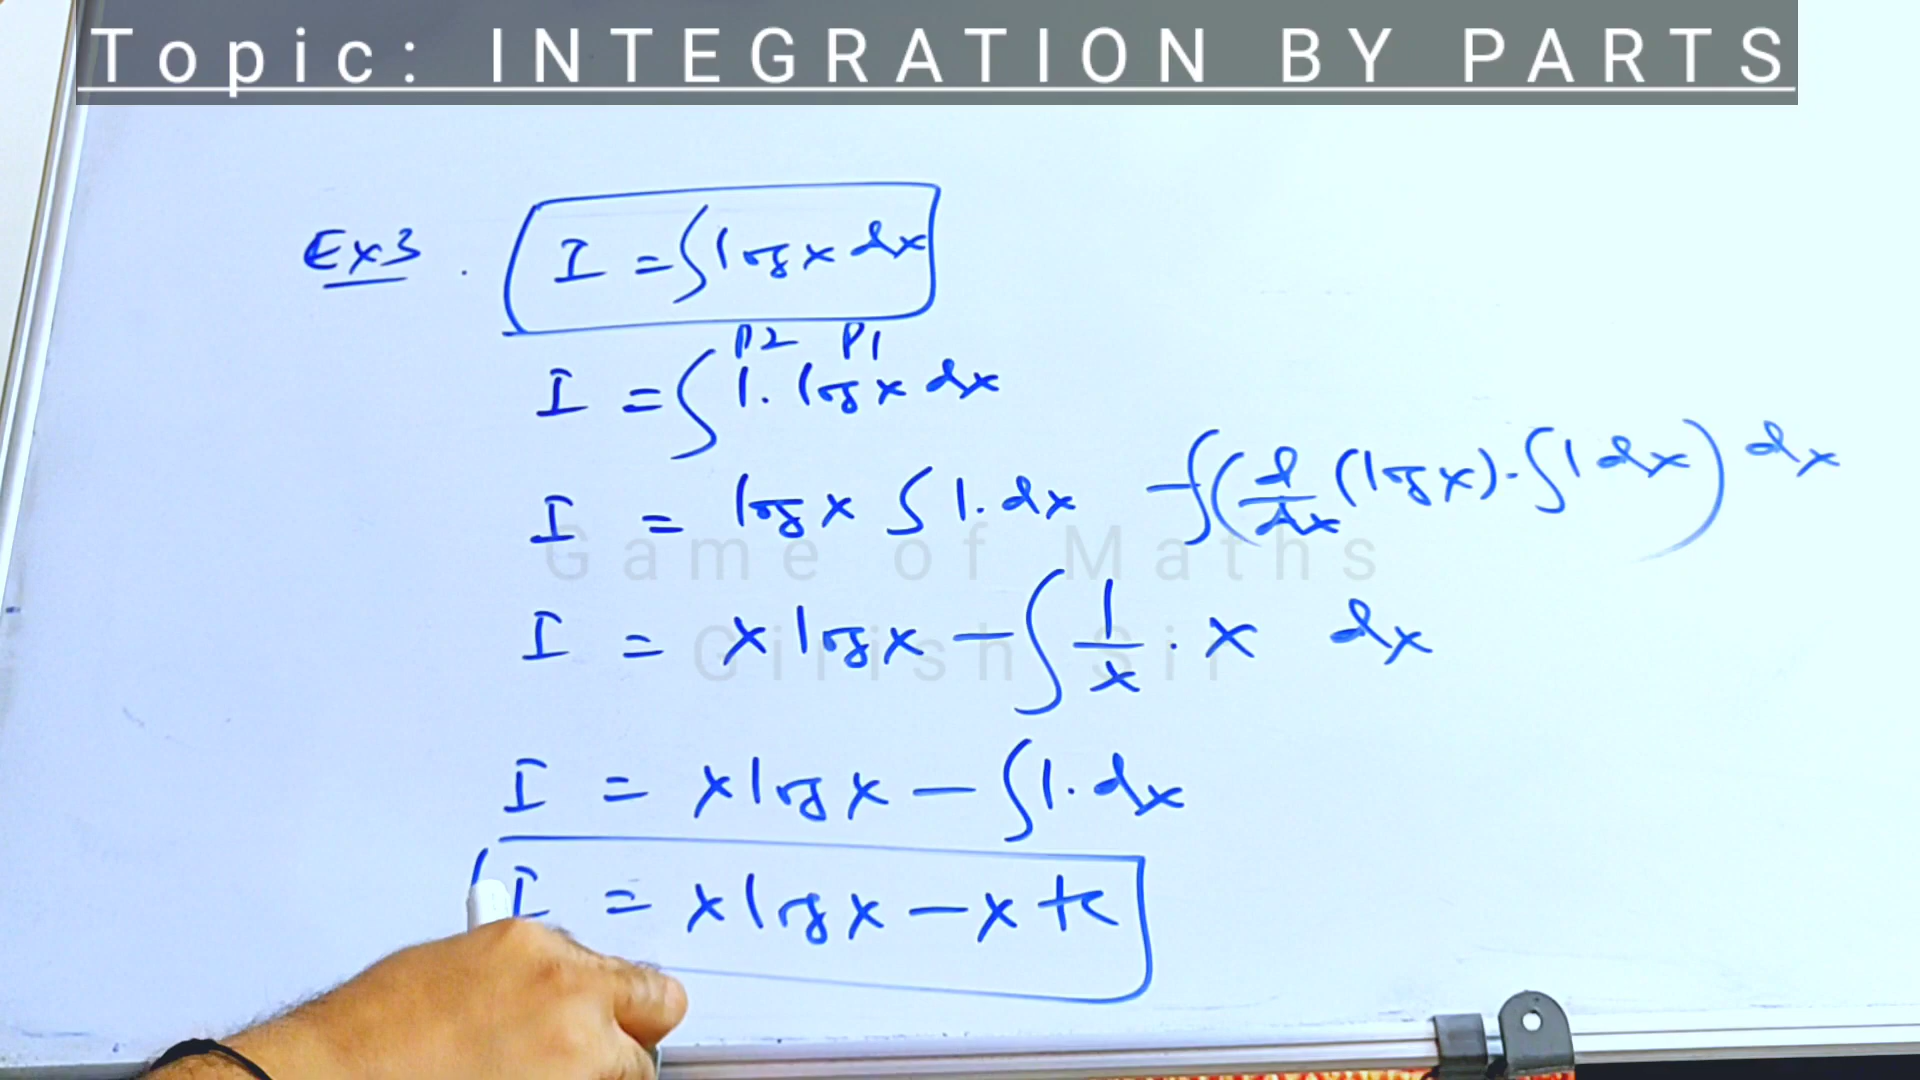 Topic: INTEGRATION BY PARTS
Ex3. I = ∫ log x dx
P2 P1
I = ∫ 1. log x dx
I = log x ∫ 1. dx - ∫ (d/dx (log x) . ∫ 1 dx) dx
Game of Maths
I = x log x - ∫ 1/x . x dx
Girish Sir
I = x log x - ∫ 1. dx
I = x log x - x + c